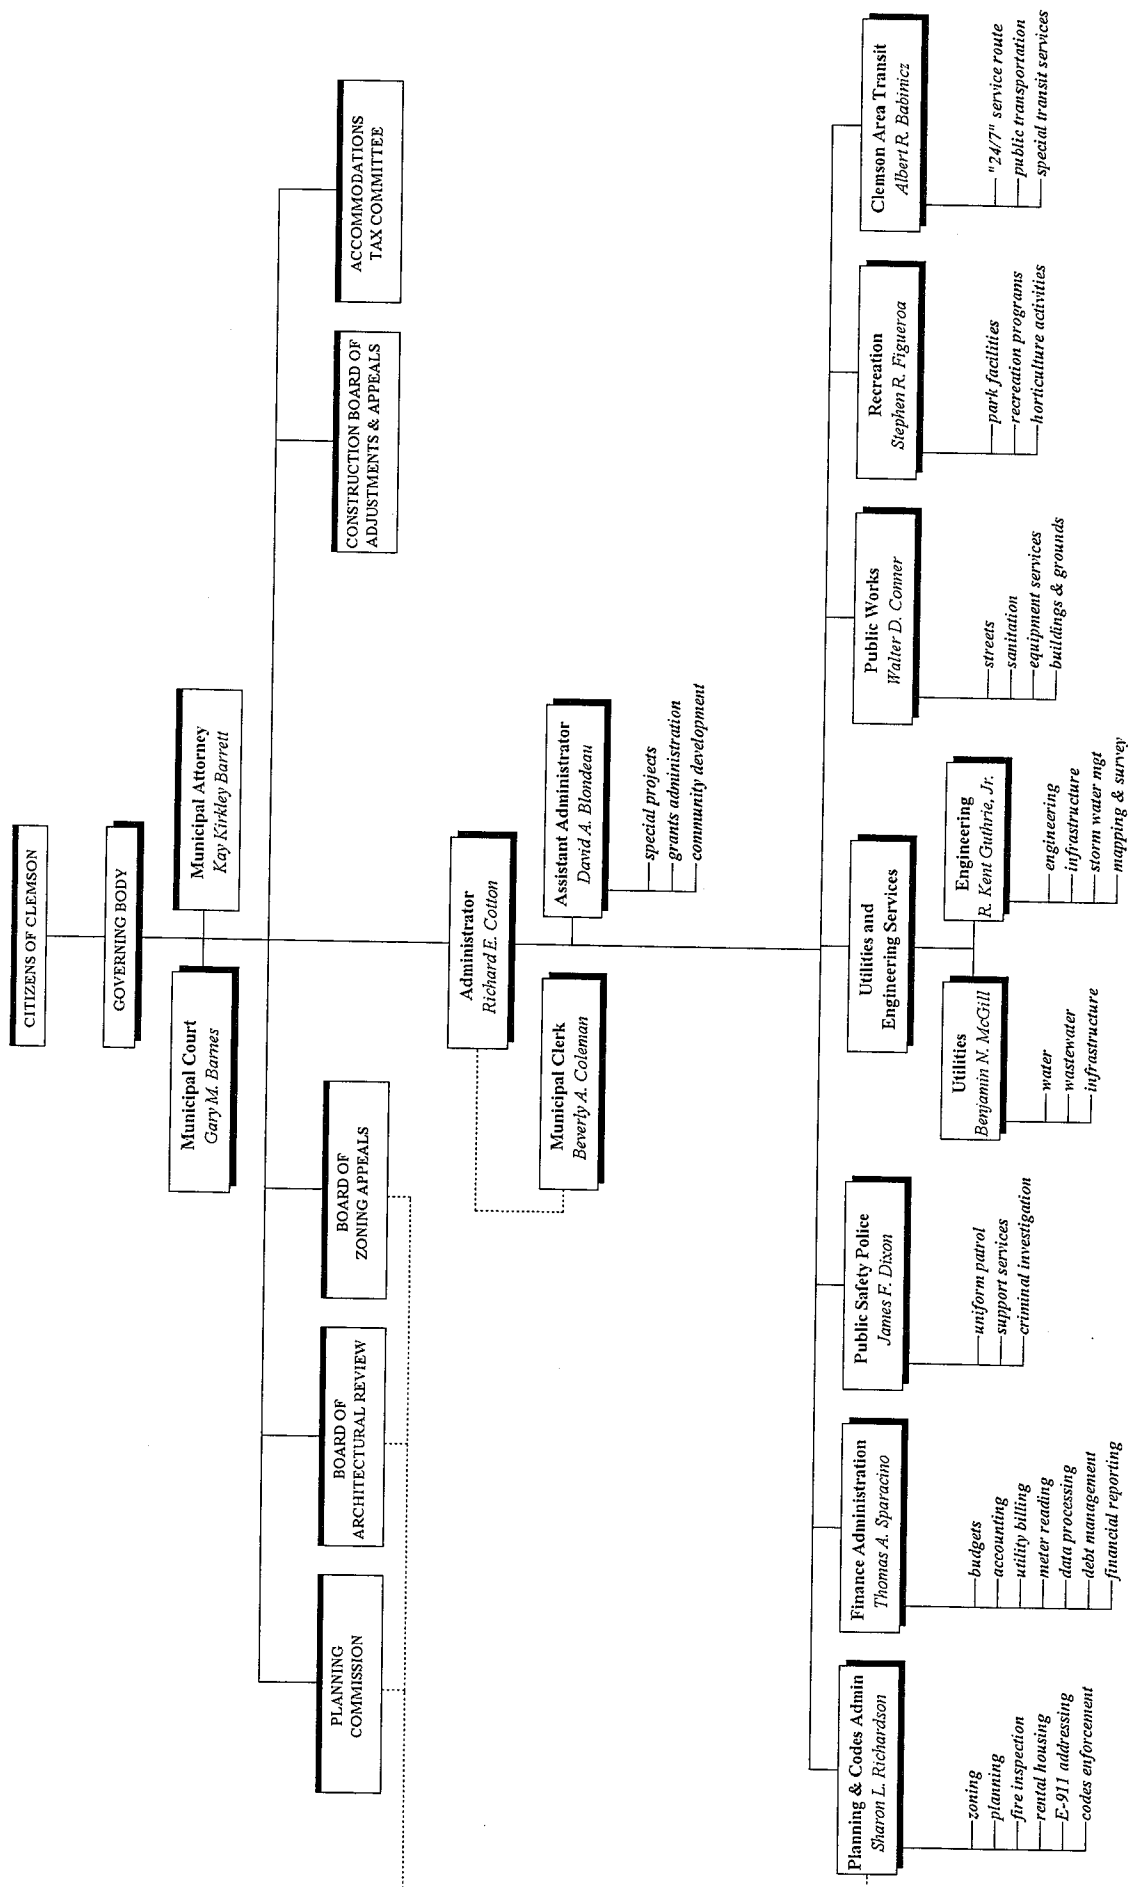 CITIZENS OF CLEMSON
GOVERNING BODY
Municipal Court
Gary M. Barnes
Municipal Attorney
Kay Kirkley Barrett
PLANNING
COMMISSION
BOARD OF
ARCHITECTURAL REVIEW
BOARD OF
ZONING APPEALS
CONSTRUCTION BOARD OF
ADJUSTMENTS & APPEALS
ACCOMMODATIONS
TAX COMMITTEE
Administrator
Richard E. Cotton
Municipal Clerk
Beverly A. Coleman
Assistant Administrator
David A. Blondeau
special projects
grants administration
community development
Planning & Codes Admin
Sharon L. Richardson
zoning
planning
fire inspection
rental housing
E-911 addressing
codes enforcement
Finance Administration
Thomas A. Sparacino
budgets
accounting
utility billing
meter reading
data processing
debt management
financial reporting
Public Safety Police
James F. Dixon
uniform patrol
support services
criminal investigation
Utilities and
Engineering Services
Utilities
Benjamin N. McGill
water
wastewater
infrastructure
Engineering
R. Kent Guthrie, Jr.
engineering
infrastructure
storm water mgt
mapping & survey
Public Works
Walter D. Conner
streets
sanitation
equipment services
buildings & grounds
Recreation
Stephen R. Figueroa
park facilities
recreation programs
horticulture activities
Clemson Area Transit
Albert R. Babinicz
"24/7" service route
public transportation
special transit services